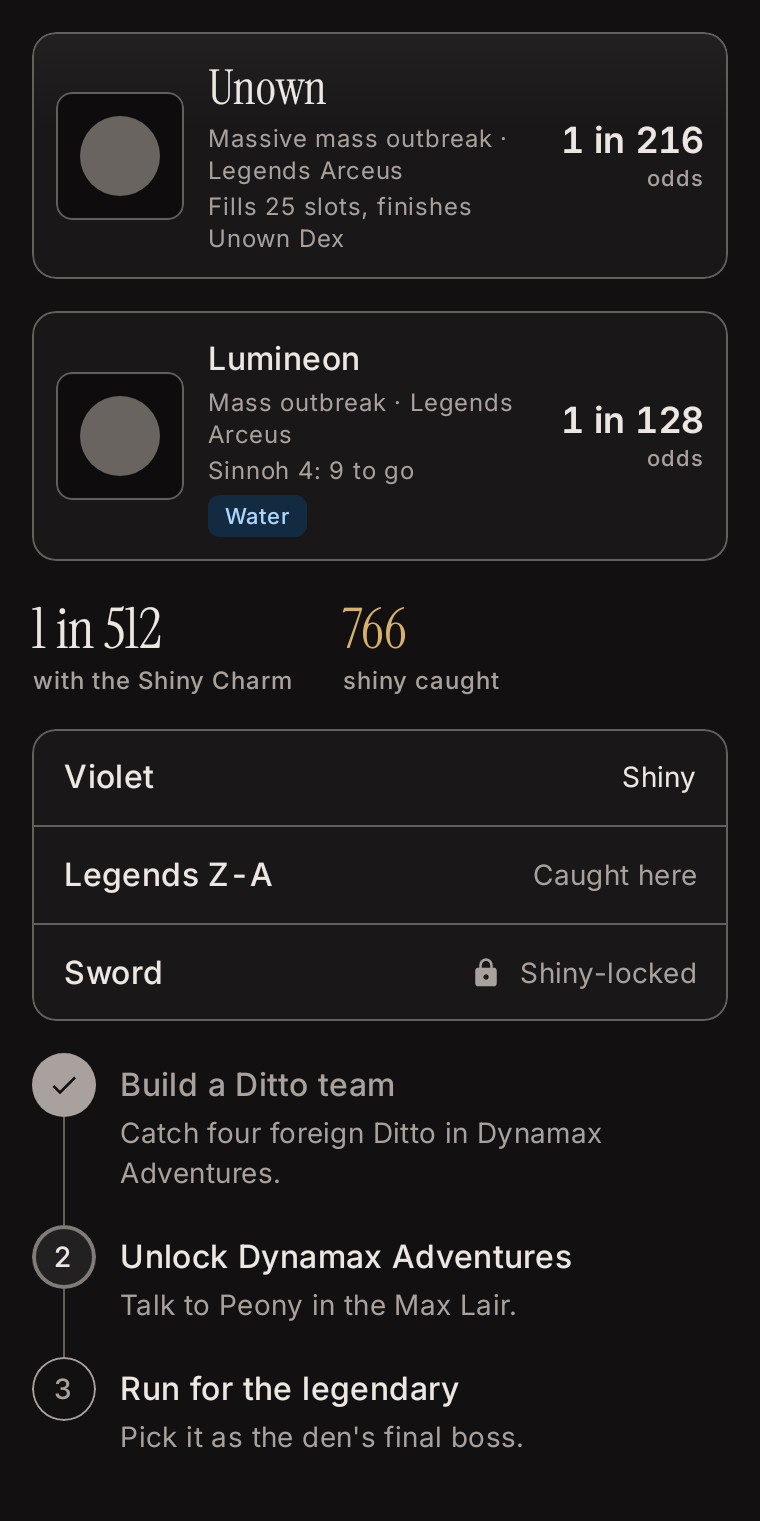 Unown
Massive mass outbreak ·
Legends Arceus
Fills 25 slots, finishes
Unown Dex
1 in 216
odds
Lumineon
Mass outbreak · Legends
Arceus
Sinnoh 4: 9 to go
Water
1 in 128
odds
1 in 512
with the Shiny Charm
766
shiny caught
Violet
Shiny
Legends Z-A
Caught here
Sword
Shiny-locked
Build a Ditto team
Catch four foreign Ditto in Dynamax
Adventures.
2
Unlock Dynamax Adventures
Talk to Peony in the Max Lair.
3
Run for the legendary
Pick it as the den's final boss.